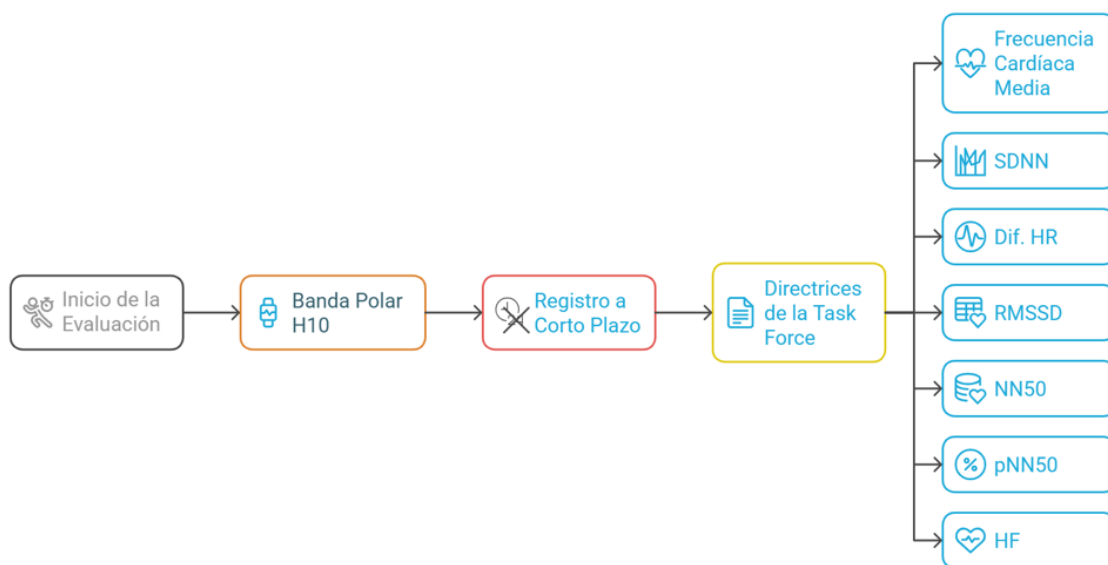 Inicio de la
Evaluación
Banda Polar
H10
Registro a
Corto Plazo
Directrices
de la Task
Force
Frecuencia
Cardíaca
Media
SDNN
Dif. HR
RMSSD
NN50
pNN50
HF